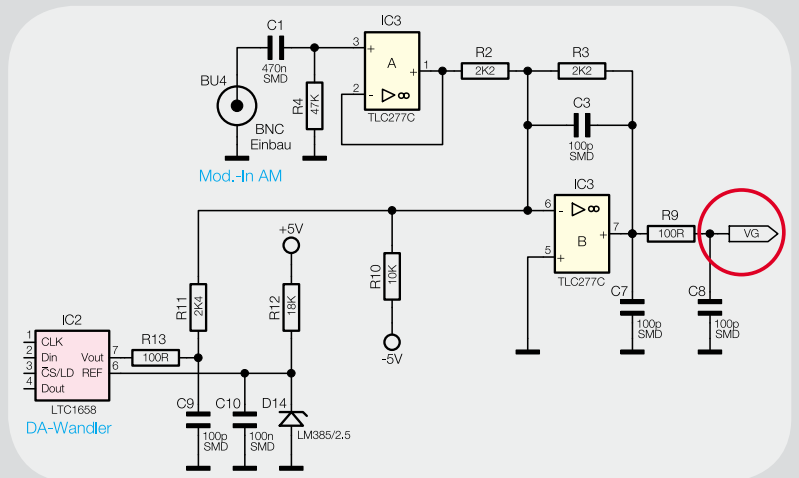 C1
470n
SMD
BU4
BNC
Einbau
Mod.-In AM
R4
47K
IC3
3
+
A
+
1
2
-
▷∞
TLC277C
R2
2K2
R3
2K2
C3
100p
SMD
IC3
6
-
▷∞
B
+
7
5
+
TLC277C
R9
100R
VG
C7
100p
SMD
C8
100p
SMD
+5V
R11
2K4
R12
18K
R10
10K
-5V
IC2
1
CLK
2
Din
3
CS/LD
4
Dout
Vout
7
REF
6
LTC1658
DA-Wandler
R13
100R
C9
100p
SMD
C10
100n
SMD
D14
LM385/2.5